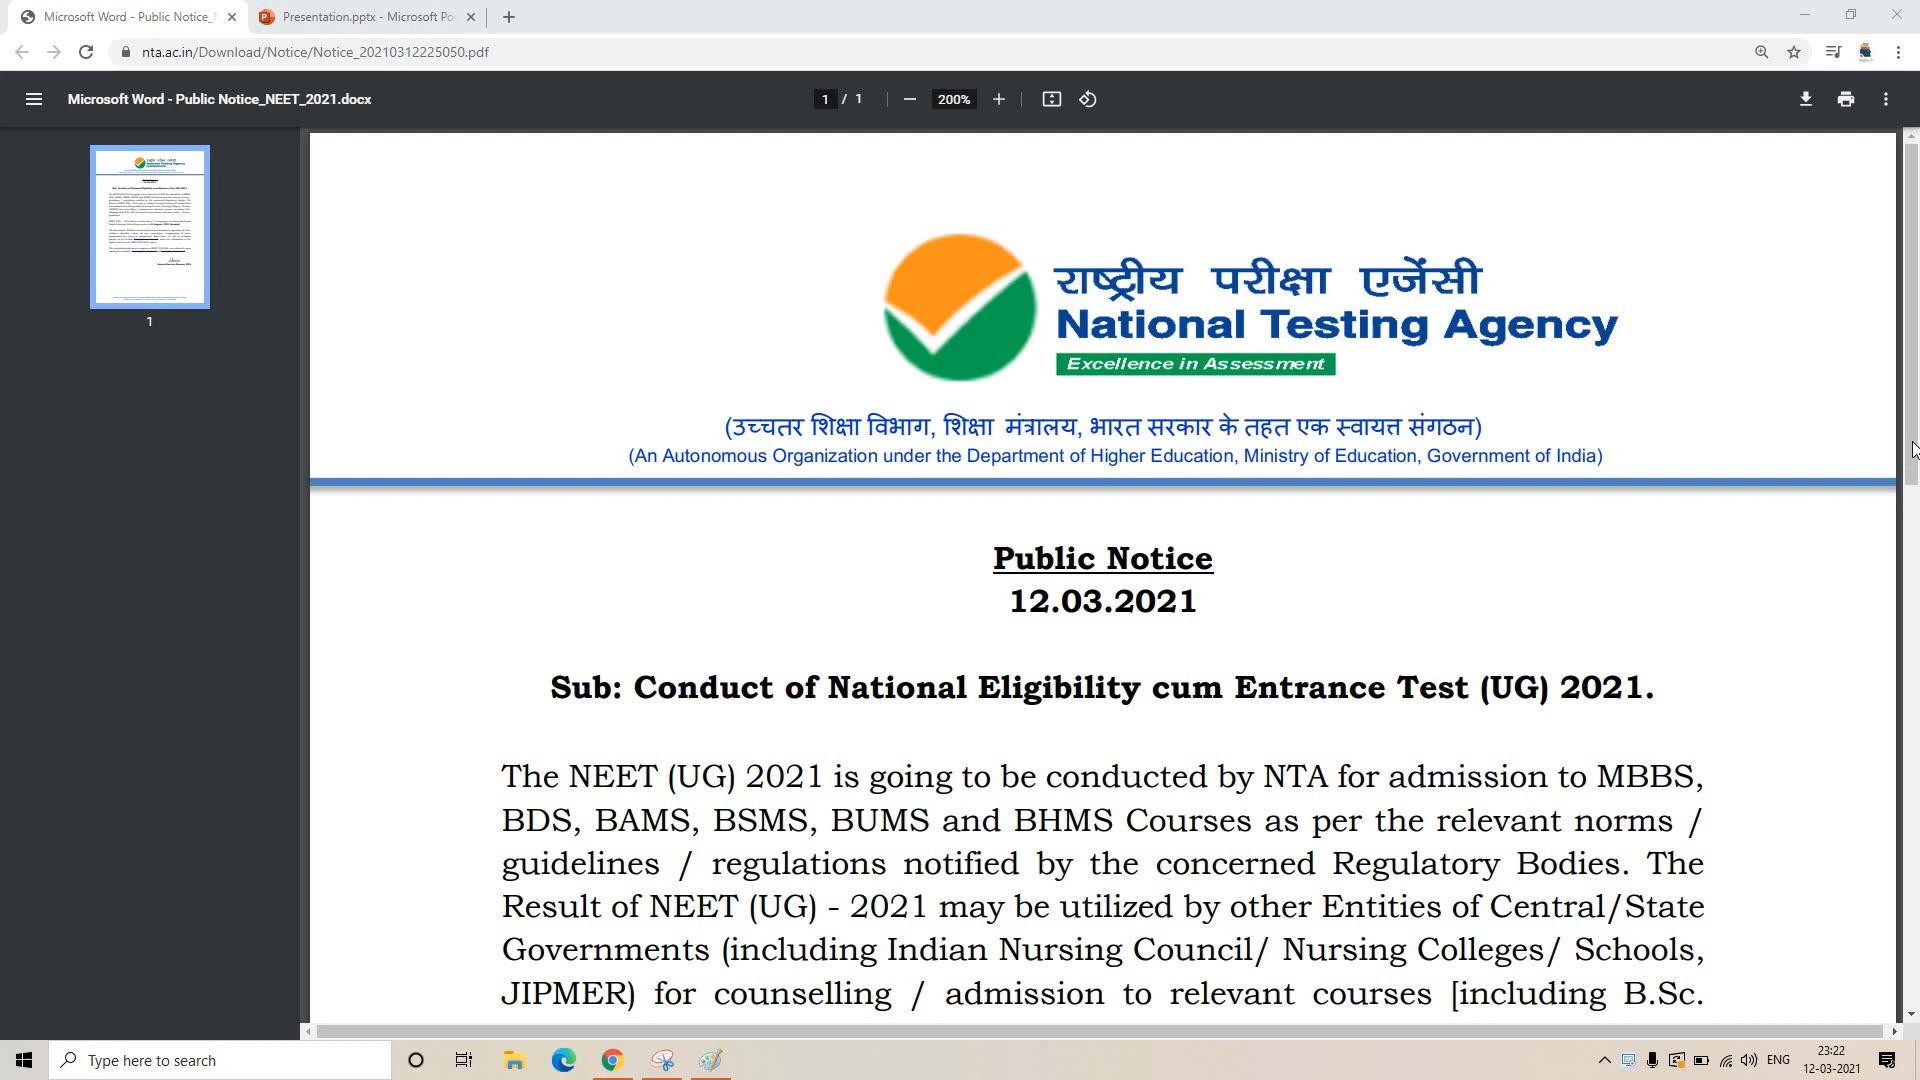 Microsoft Word - Public Notice_N
Presentation.pptx - Microsoft Po
nta.ac.in/Download/Notice/Notice_20210312225050.pdf
Microsoft Word - Public Notice_NEET_2021.docx
1 / 1
200%
1
राष्ट्रीय परीक्षा एजेंसी
National Testing Agency
Excellence in Assessment
(उच्चतर शिक्षा विभाग, शिक्षा मंत्रालय, भारत सरकार के तहत एक स्वायत्त संगठन)
(An Autonomous Organization under the Department of Higher Education, Ministry of Education, Government of India)
Public Notice
12.03.2021
Sub: Conduct of National Eligibility cum Entrance Test (UG) 2021.
The NEET (UG) 2021 is going to be conducted by NTA for admission to MBBS,
BDS, BAMS, BSMS, BUMS and BHMS Courses as per the relevant norms /
guidelines / regulations notified by the concerned Regulatory Bodies. The
Result of NEET (UG) - 2021 may be utilized by other Entities of Central/State
Governments (including Indian Nursing Council/ Nursing Colleges/ Schools,
JIPMER) for counselling / admission to relevant courses [including B.Sc.
Type here to search
ENG
23:22
12-03-2021